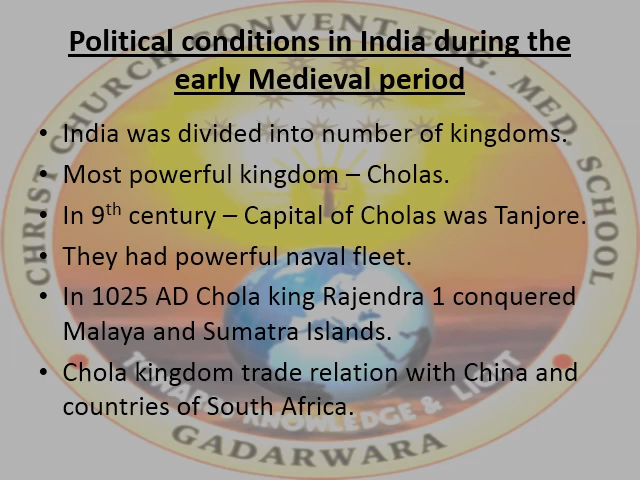 Political conditions in India during the
early Medieval period
• India was divided into number of kingdoms.
• Most powerful kingdom – Cholas.
• In 9th century – Capital of Cholas was Tanjore.
• They had powerful naval fleet.
• In 1025 AD Chola king Rajendra 1 conquered
Malaya and Sumatra Islands.
• Chola kingdom trade relation with China and
countries of South Africa.
CHRIST CHURCH CONVENT ENG. MED. SCHOOL
KNOWLEDGE & LIGHT
GADARWARA